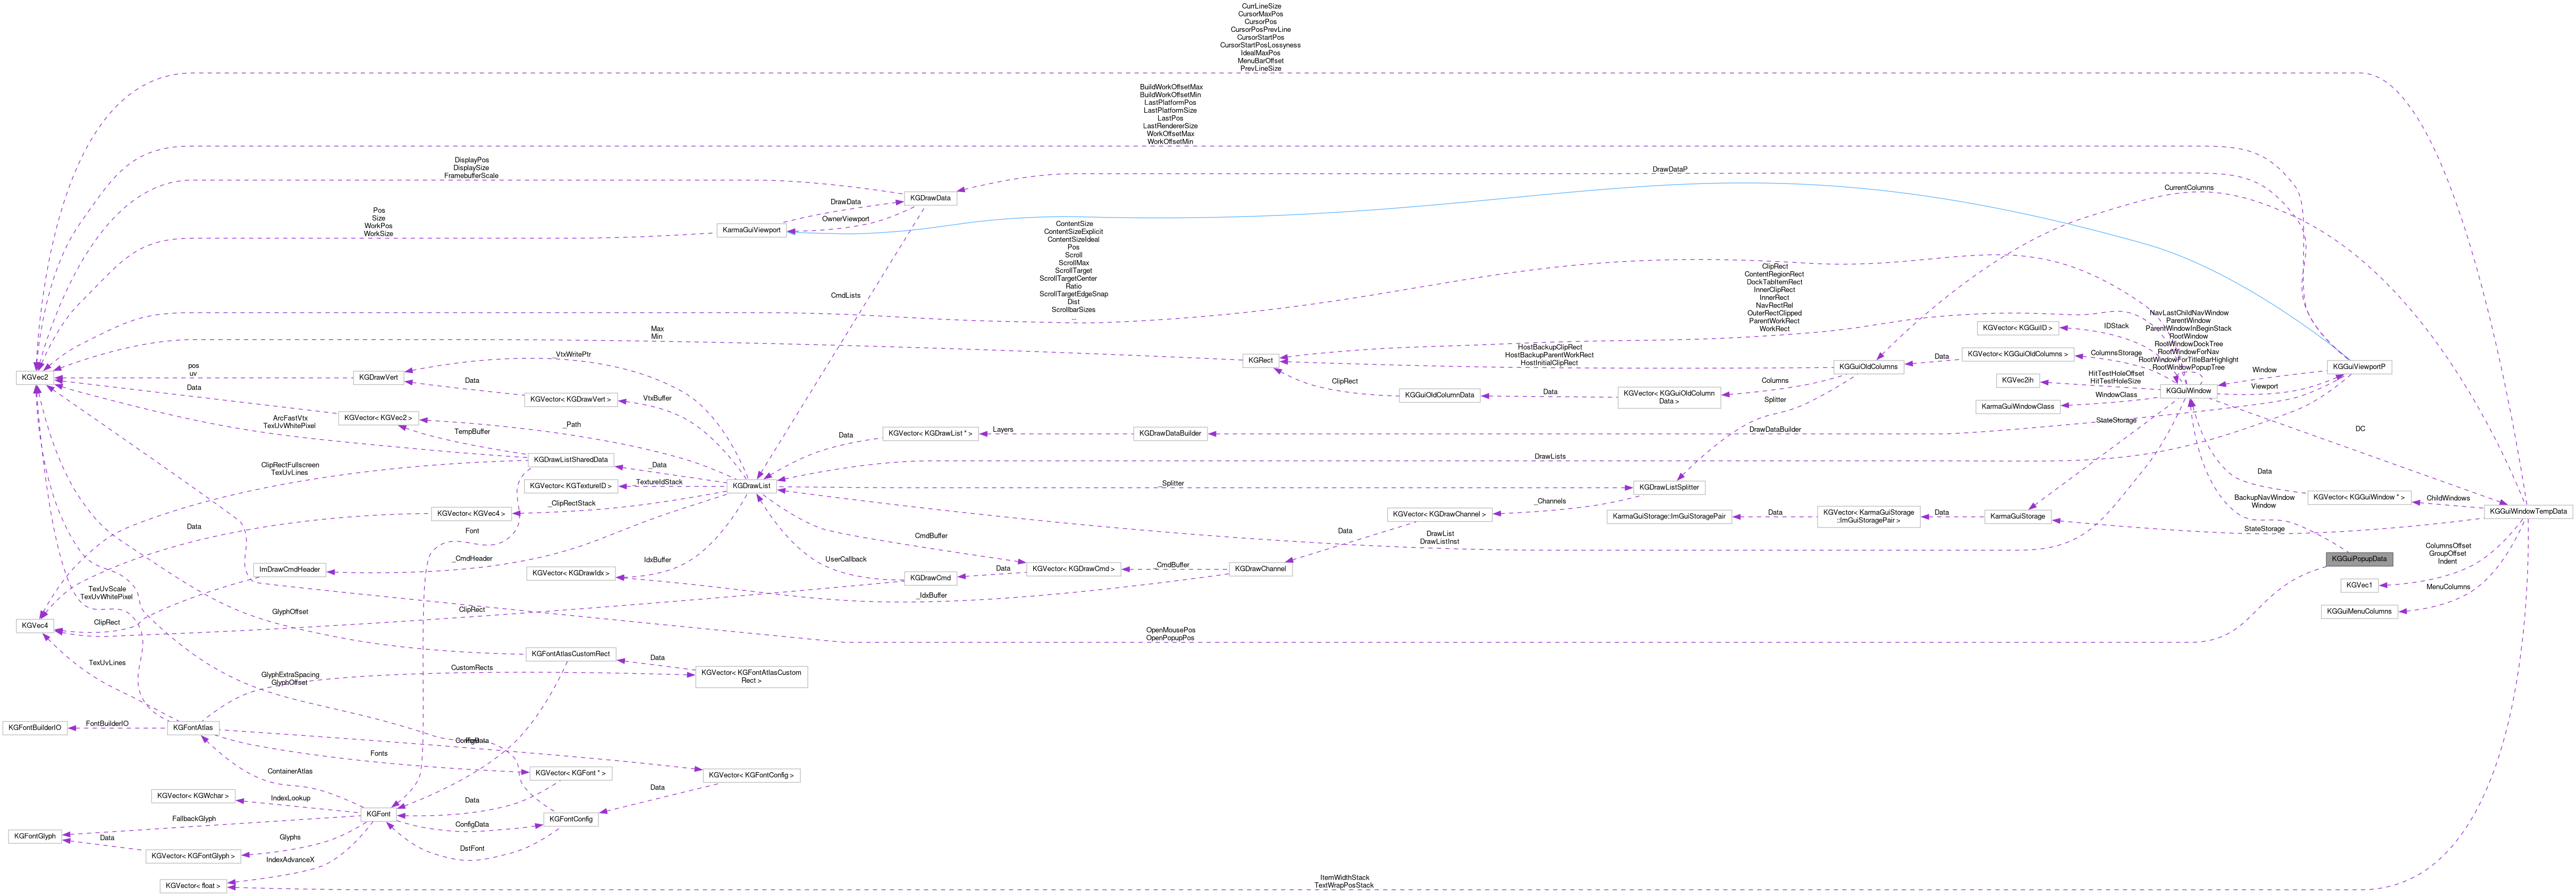 CurrLineSize
CursorMaxPos
CursorPos
CursorPosPrevLine
CursorStartPos
CursorStartPosLossyness
IdealMaxPos
MenuBarOffset
PrevLineSize
BuildWorkOffsetMax
BuildWorkOffsetMin
LastPlatformPos
LastPlatformSize
LastPos
LastRendererSize
WorkOffsetMax
WorkOffsetMin
DisplayPos
DisplaySize
FramebufferScale
DrawDataP
CurrentColumns
KGDrawData
DrawData
OwnerViewport
KarmaGuiViewport
Pos
Size
WorkPos
WorkSize
ContentSize
ContentSizeExplicit
ContentSizeIdeal
Pos
Scroll
ScrollMax
ScrollTarget
ScrollTargetCenter
Ratio
ScrollTargetEdgeSnap
Dist
ScrollbarSizes
...
CmdLists
ClipRect
ContentRegionRect
DockTabItemRect
InnerClipRect
InnerRect
NavRectRel
OuterRectClipped
ParentWorkRect
WorkRect
NavLastChildNavWindow
ParentWindow
ParentWindowInBeginStack
RootWindow
RootWindowDockTree
RootWindowForNav
RootWindowForTitleBarHighlight
RootWindowPopupTree
KGVector< KGGuiID >
IDStack
Max
Min
VtxWritePtr
KGRect
HostBackupClipRect
HostBackupParentWorkRect
HostInitialClipRect
KGGuiOldColumns
Data
KGVector< KGGuiOldColumns >
ColumnsStorage
KGGuiViewportP
Window
Viewport
KGVec2
pos
uv
KGDrawVert
Data
KGVector< KGDrawVert >
VtxBuffer
ClipRect
KGGuiOldColumnData
Data
KGVector< KGGuiOldColumn
Data >
Columns
Splitter
KGVec2ih
HitTestHoleOffset
HitTestHoleSize
KGGuiWindow
KarmaGuiWindowClass
WindowClass
Data
KGVector< KGVec2 >
_Path
ArcFastVtx
TexUvWhitePixel
TempBuffer
Data
KGVector< KGDrawList * >
Layers
KGDrawDataBuilder
DrawDataBuilder
StateStorage
DC
KGDrawListSharedData
_Data
DrawLists
ClipRectFullscreen
TexUvLines
KGVector< KGTextureID >
_TextureIdStack
KGDrawList
_Splitter
KGDrawListSplitter
Data
KGVector< KGGuiWindow * >
ChildWindows
BackupNavWindow
Window
_Channels
KGVector< KGVec4 >
_ClipRectStack
KGVector< KGDrawChannel >
KarmaGuiStorage::ImGuiStoragePair
Data
KGVector< KarmaGuiStorage
::ImGuiStoragePair >
Data
KarmaGuiStorage
KGGuiWindowTempData
StateStorage
Data
Font
Data
DrawList
DrawListInst
CmdBuffer
_CmdHeader
IdxBuffer
UserCallback
KGGuiPopupData
ColumnsOffset
GroupOffset
Indent
ImDrawCmdHeader
KGVector< KGDrawIdx >
KGDrawCmd
Data
KGVector< KGDrawCmd >
_CmdBuffer
KGDrawChannel
KGVec1
MenuColumns
TexUvScale
TexUvWhitePixel
_IdxBuffer
ClipRect
GlyphOffset
KGGuiMenuColumns
KGVec4
ClipRect
OpenMousePos
OpenPopupPos
KGFontAtlasCustomRect
Data
TexUvLines
CustomRects
GlyphExtraSpacing
GlyphOffset
KGVector< KGFontAtlasCustom
Rect >
KGFontBuilderIO
FontBuilderIO
KGFontAtlas
ConfigData
Fonts
ContainerAtlas
KGVector< KGFont * >
KGVector< KGFontConfig >
Data
KGVector< KGWchar >
IndexLookup
Data
KGFont
FallbackGlyph
ConfigData
KGFontConfig
KGFontGlyph
Data
Glyphs
DstFont
KGVector< KGFontGlyph >
IndexAdvanceX
KGVector< float >
ItemWidthStack
TextWrapPosStack